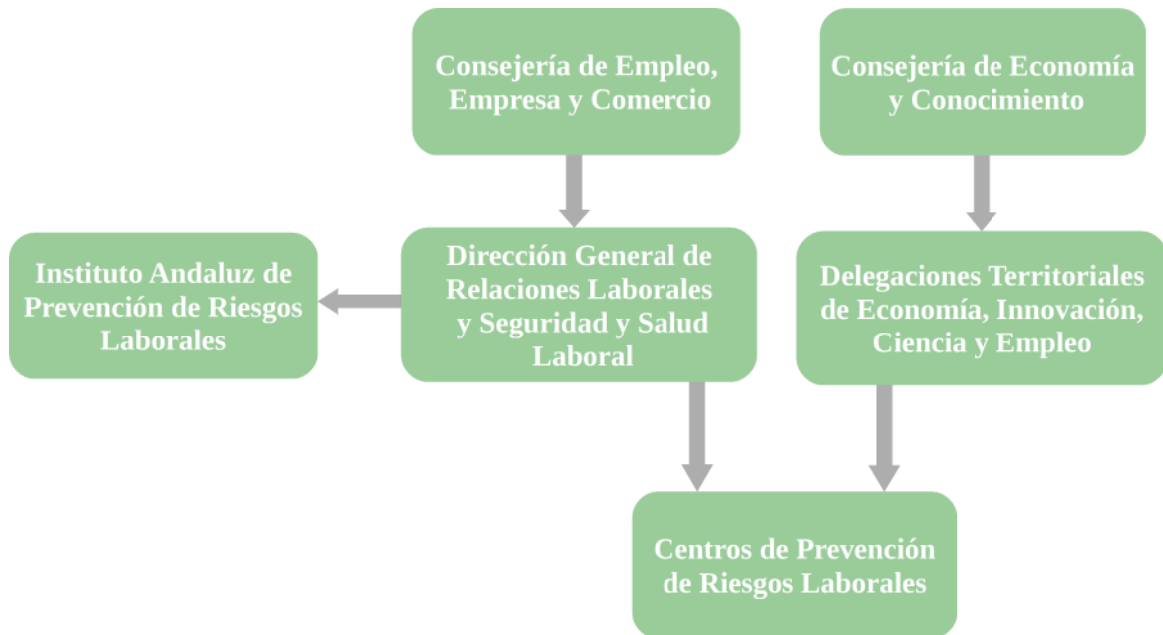 Consejería de Empleo,
Empresa y Comercio
Consejería de Economía
y Conocimiento
Instituto Andaluz de
Prevención de Riesgos
Laborales
Dirección General de
Relaciones Laborales
y Seguridad y Salud
Laboral
Delegaciones Territoriales
de Economía, Innovación,
Ciencia y Empleo
Centros de Prevención
de Riesgos Laborales